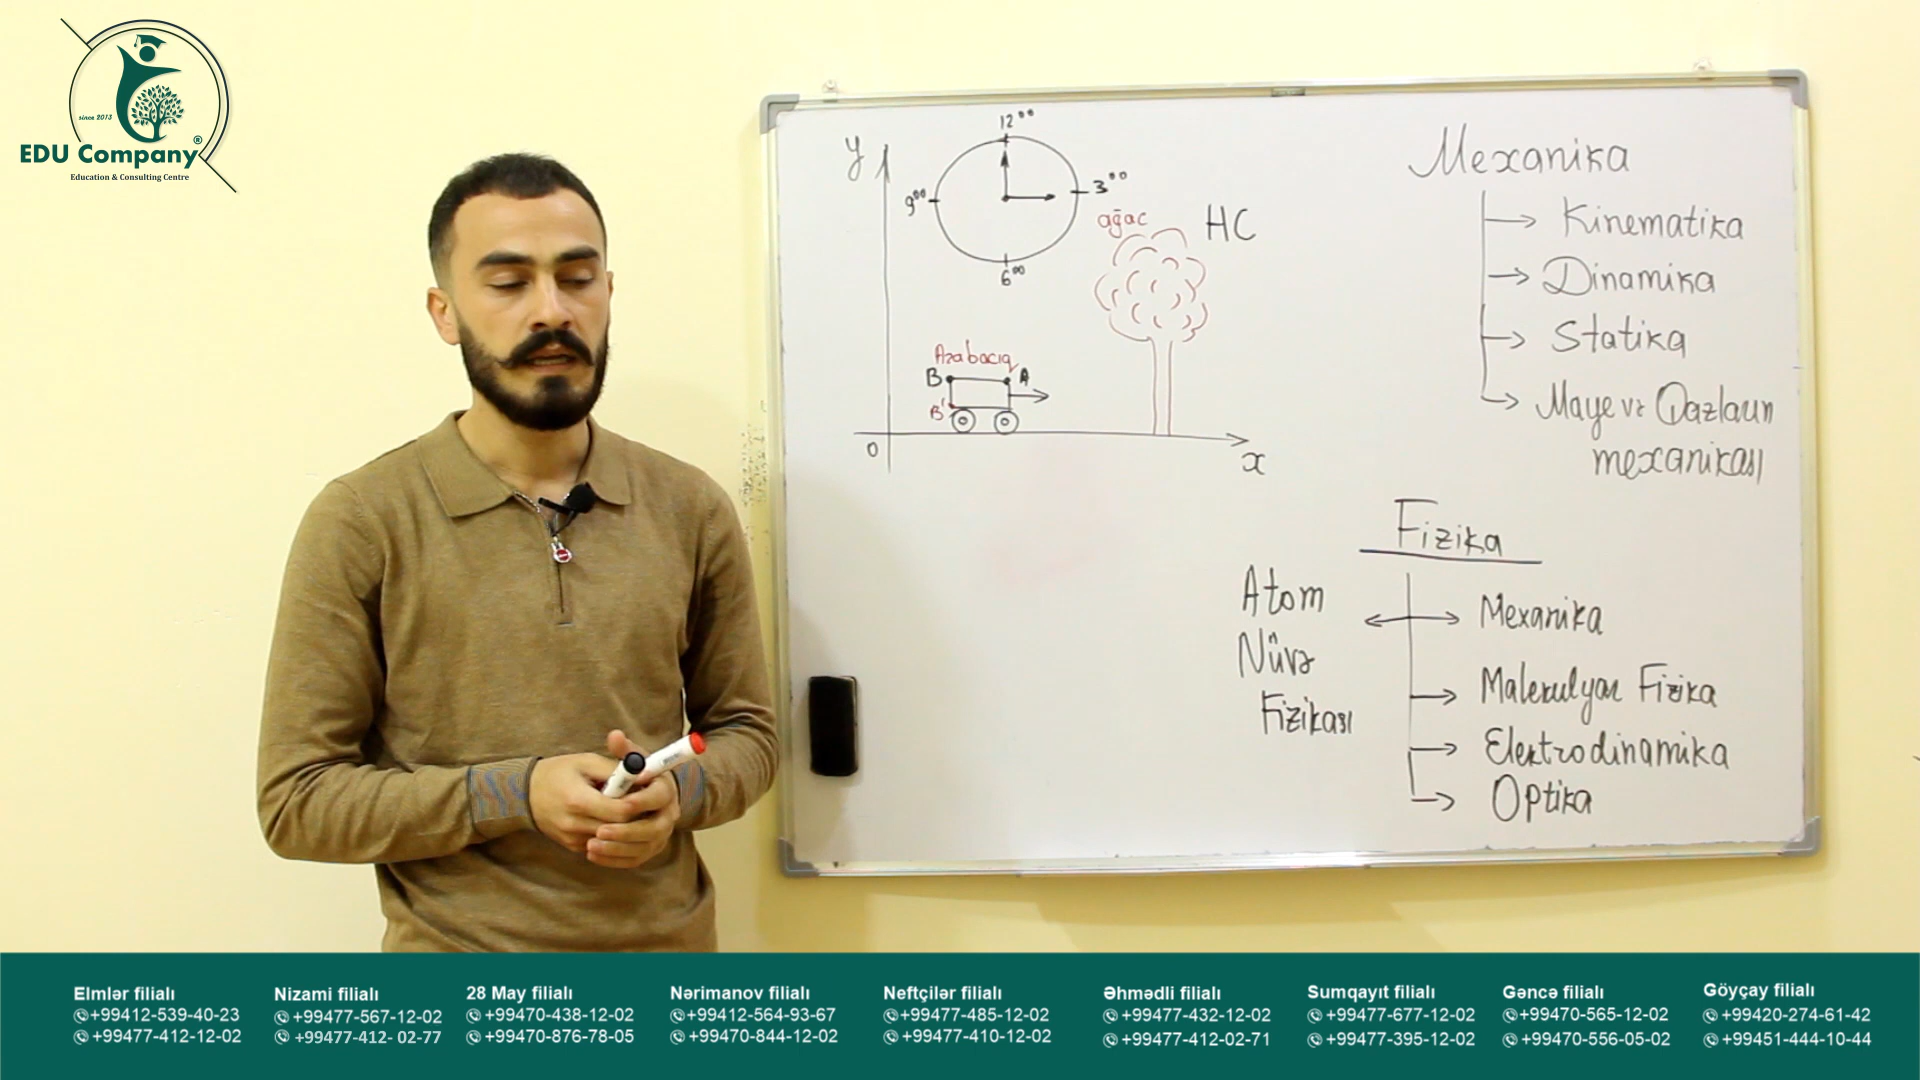 since 2013
EDU Company®
Education & Consulting Centre
y
12⁰⁰
9⁰⁰
3⁰⁰
6⁰⁰
ağac
HC
Arabacıq
B
A
B'
0
x
Mexanika
Kinematika
Dinamika
Statika
Maye və Qazların
mexanikası
Fizika
Atom
Nüvə
Fizikası
Mexanika
Malekulyar Fizika
Elektrodinamika
Optika
Elmlər filialı
+99412-539-40-23
+99477-412-12-02
Nizami filialı
+99477-567-12-02
+99477-412- 02-77
28 May filialı
+99470-438-12-02
+99470-876-78-05
Nərimanov filialı
+99412-564-93-67
+99470-844-12-02
Neftçilər filialı
+99477-485-12-02
+99477-410-12-02
Əhmədli filialı
+99477-432-12-02
+99477-412-02-71
Sumqayıt filialı
+99477-677-12-02
+99477-395-12-02
Gəncə filialı
+99470-565-12-02
+99470-556-05-02
Göyçay filialı
+99420-274-61-42
+99451-444-10-44